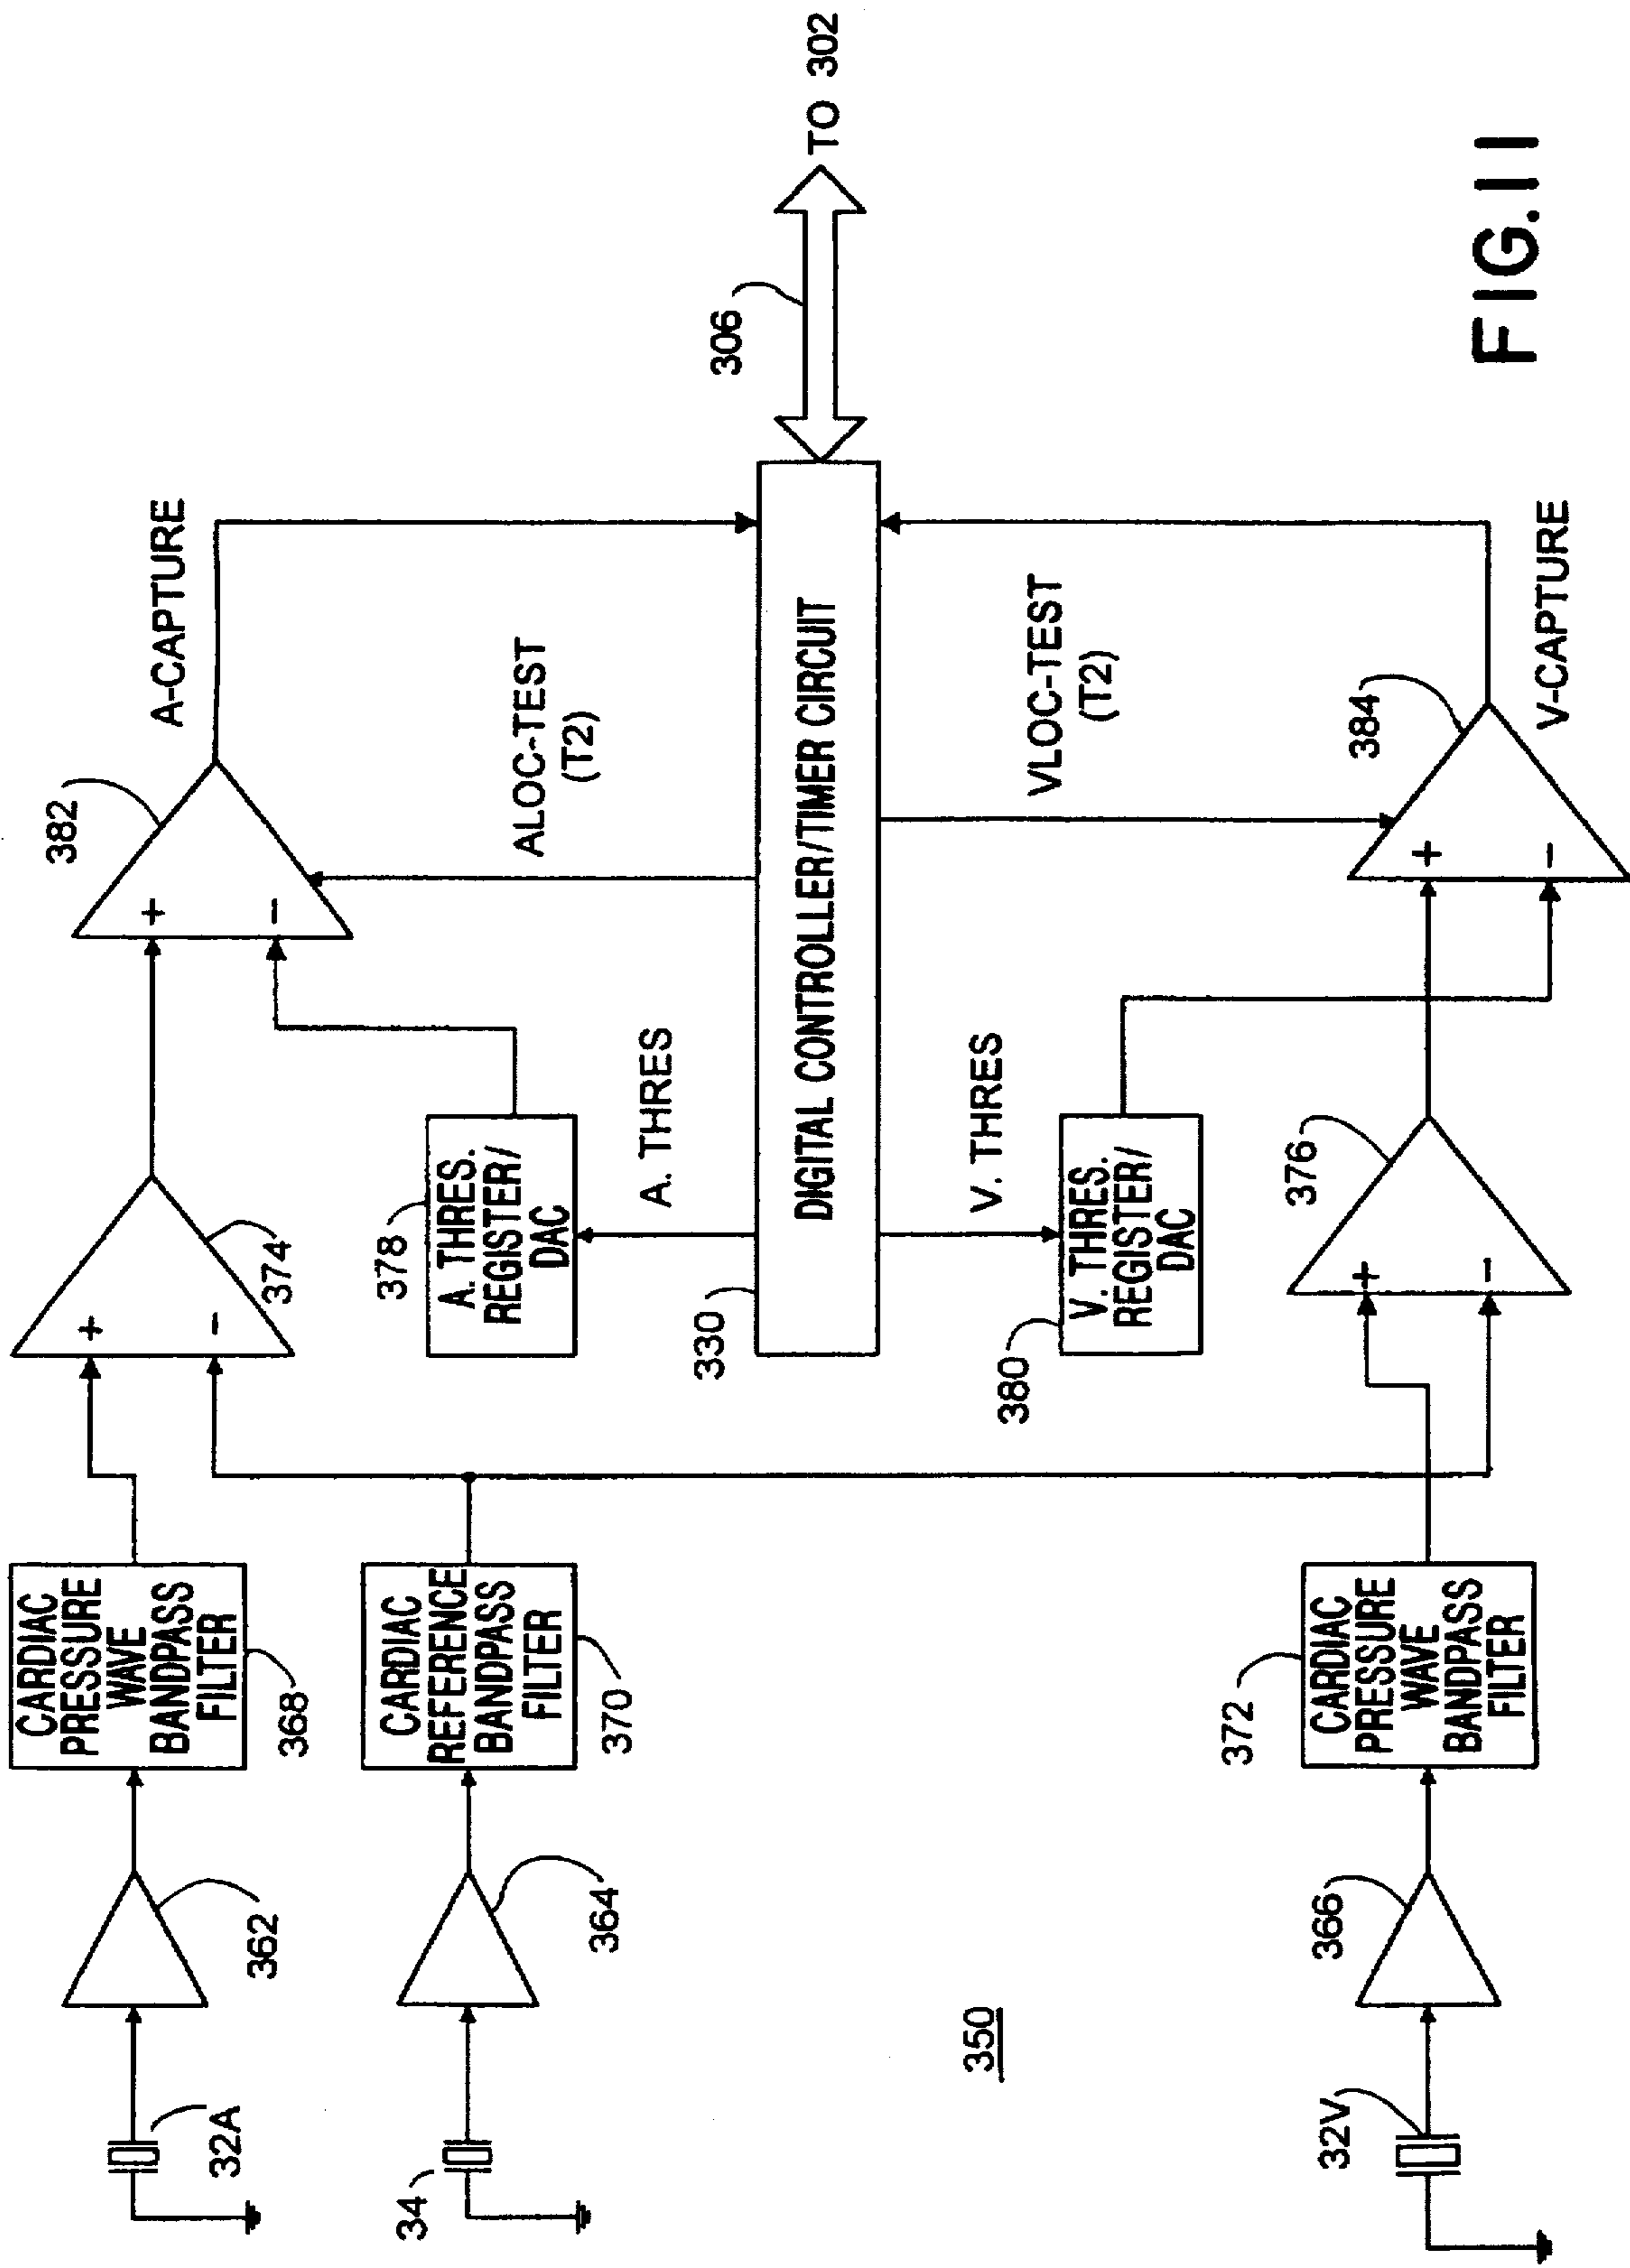 32A
362
CARDIAC
PRESSURE
WAVE
BANDPASS
FILTER
368
+
-
374
+
-
382
A-CAPTURE
34
364
CARDIAC
REFERENCE
BANDPASS
FILTER
370
378
A. THRES.
REGISTER/
DAC
A. THRES
ALOC-TEST
(T2)
330
DIGITAL CONTROLLER/TIMER CIRCUIT
306
TO 302
350
380
V. THRES.
REGISTER/
DAC
V. THRES
VLOC-TEST
(T2)
32V
366
372
CARDIAC
PRESSURE
WAVE
BANDPASS
FILTER
376
+
-
384
+
-
V-CAPTURE
FIG.11